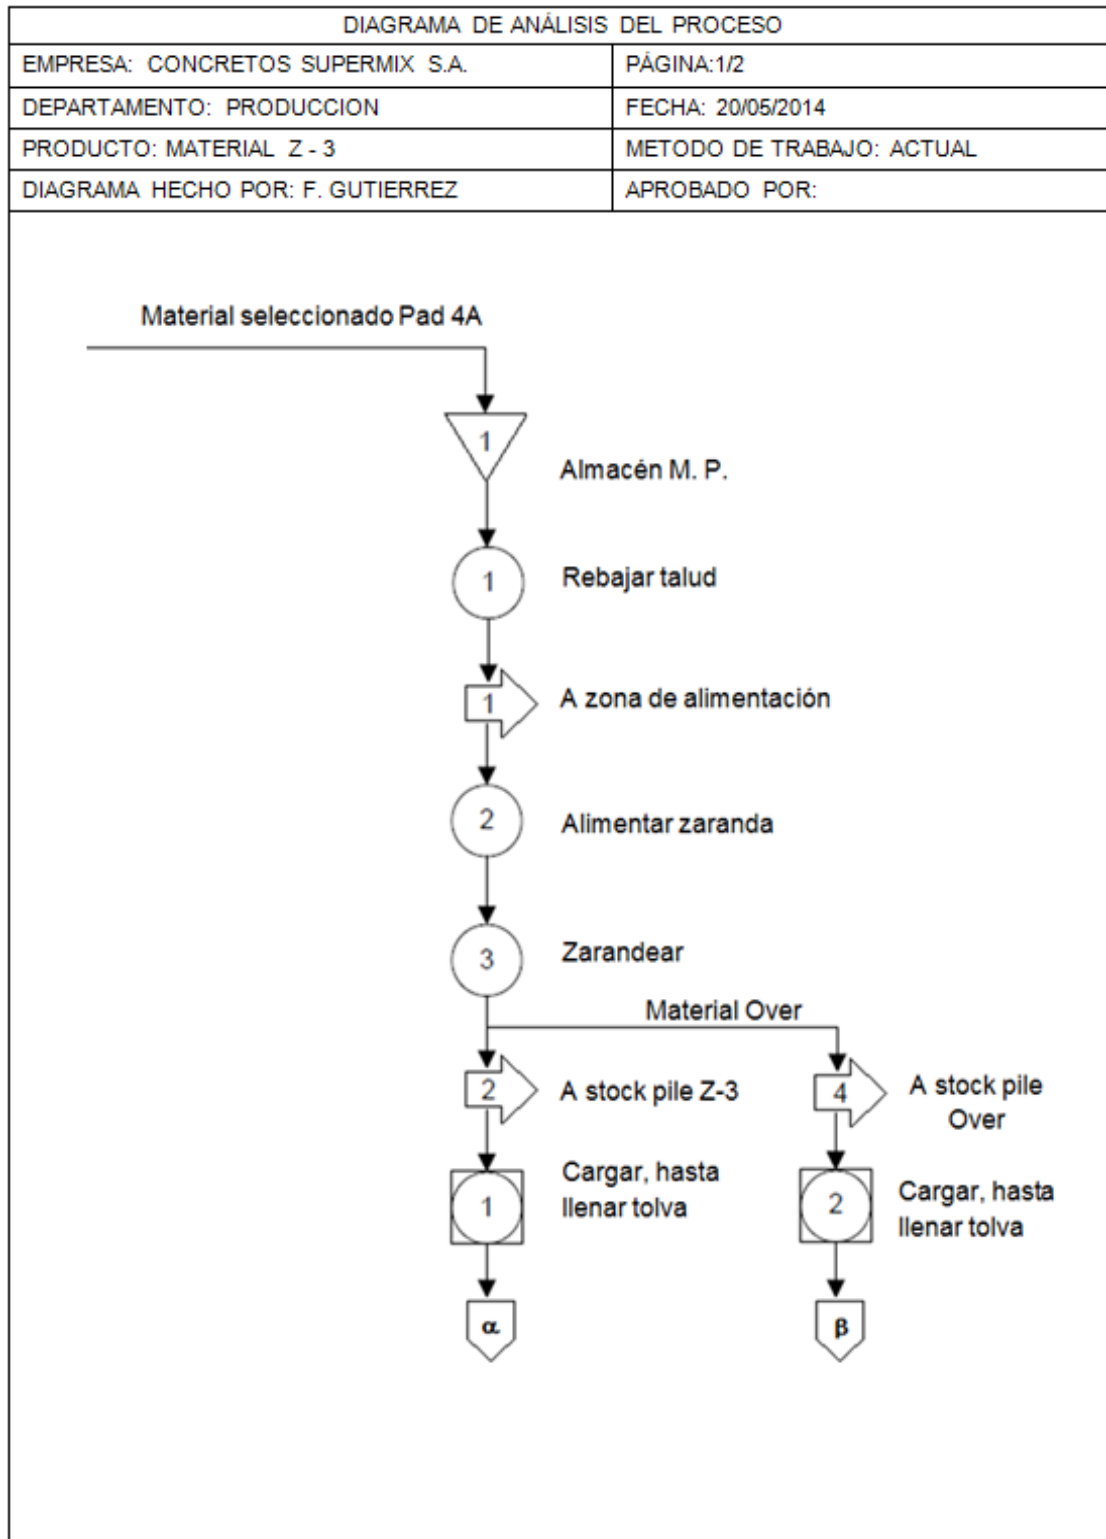 DIAGRAMA DE ANÁLISIS DEL PROCESO
EMPRESA: CONCRETOS SUPERMIX S.A.
PÁGINA:1/2
DEPARTAMENTO: PRODUCCION
FECHA: 20/05/2014
PRODUCTO: MATERIAL Z - 3
METODO DE TRABAJO: ACTUAL
DIAGRAMA HECHO POR: F. GUTIERREZ
APROBADO POR:
Material seleccionado Pad 4A
1
Almacén M. P.
1
Rebajar talud
1
A zona de alimentación
2
Alimentar zaranda
3
Zarandear
Material Over
2
A stock pile Z-3
4
A stock pile
Over
1
Cargar, hasta
llenar tolva
2
Cargar, hasta
llenar tolva
α
β